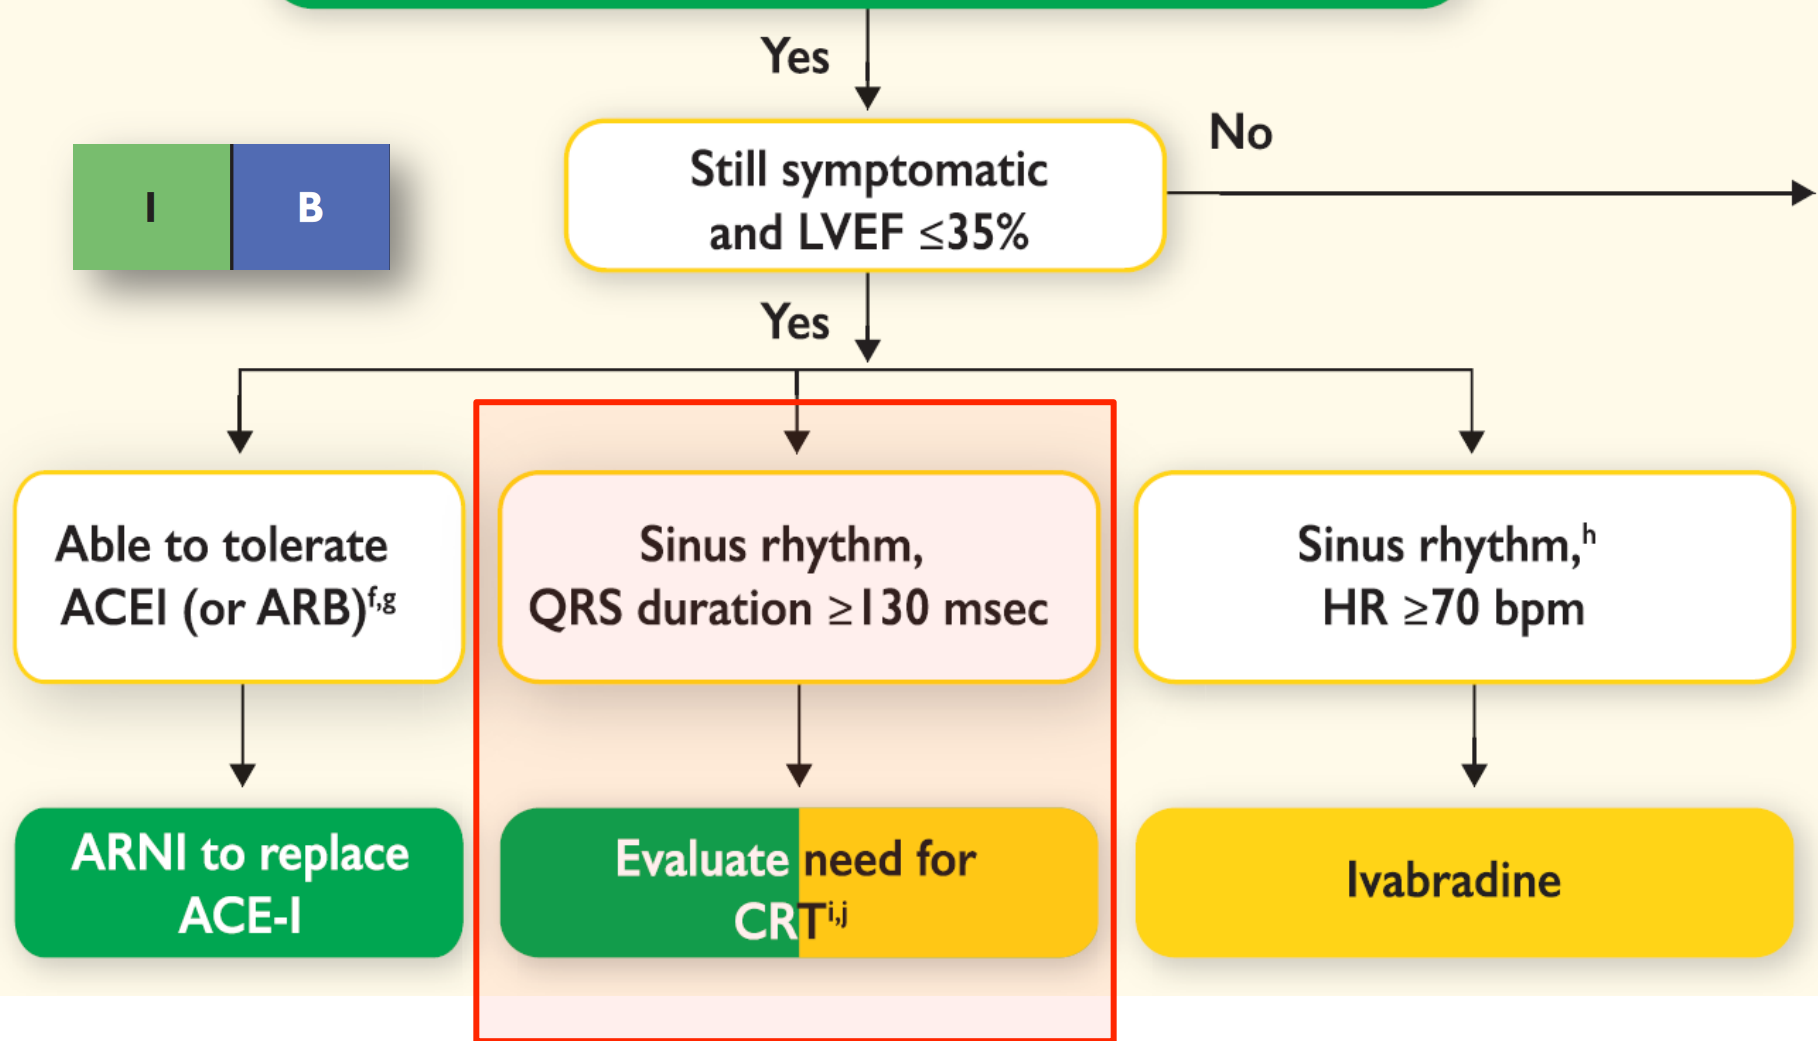 Yes
No
I B
Still symptomatic
and LVEF ≤35%
Yes
Able to tolerate
ACEI (or ARB)f,g
Sinus rhythm,
QRS duration ≥130 msec
Sinus rhythm,h
HR ≥70 bpm
ARNI to replace
ACE-I
Evaluate need for
CRTi,j
Ivabradine